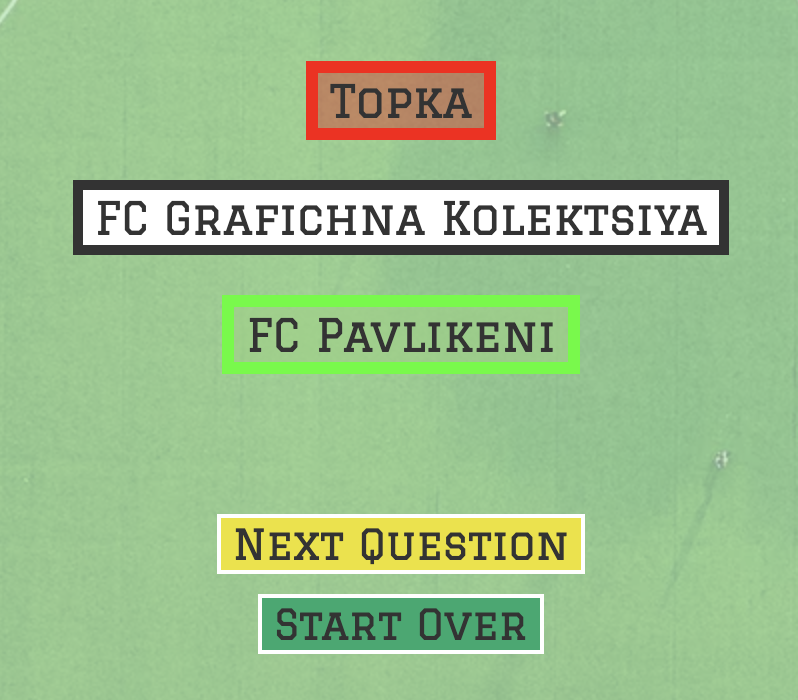 Topka
FC Grafichna Kolektsiya
FC Pavlikeni
Next Question
Start Over